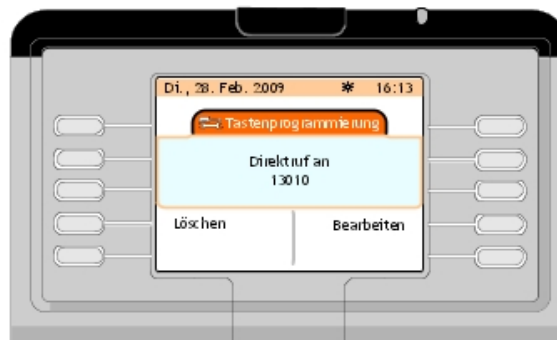 Di., 28. Feb. 2009 16:13
Tastenprogrammierung
Direktruf an
13010
Löschen Bearbeiten